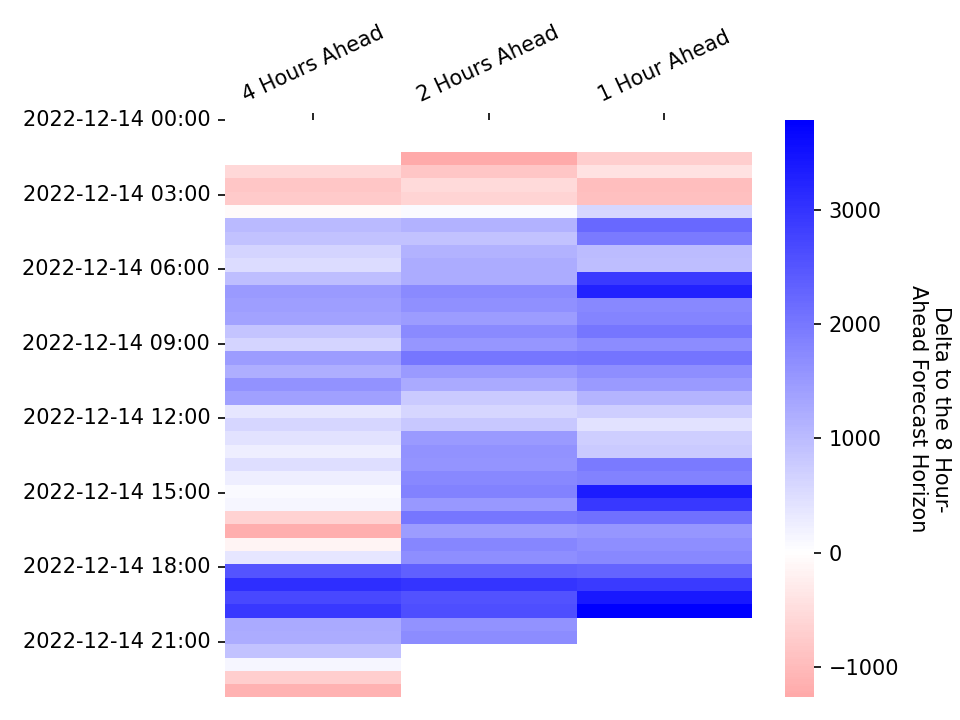 4 Hours Ahead
2 Hours Ahead
1 Hour Ahead
2022-12-14 00:00
2022-12-14 03:00
2022-12-14 06:00
2022-12-14 09:00
2022-12-14 12:00
2022-12-14 15:00
2022-12-14 18:00
2022-12-14 21:00
3000
2000
1000
0
−1000
Delta to the 8 Hour-
Ahead Forecast Horizon